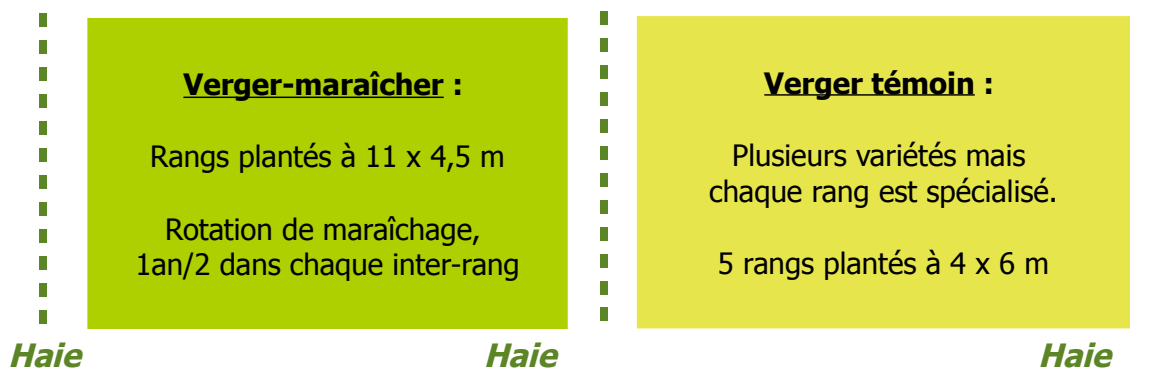 Verger-maraîcher :
Rangs plantés à 11 x 4,5 m
Rotation de maraîchage,
1an/2 dans chaque inter-rang
Verger témoin :
Plusieurs variétés mais
chaque rang est spécialisé.
5 rangs plantés à 4 x 6 m
Haie
Haie
Haie